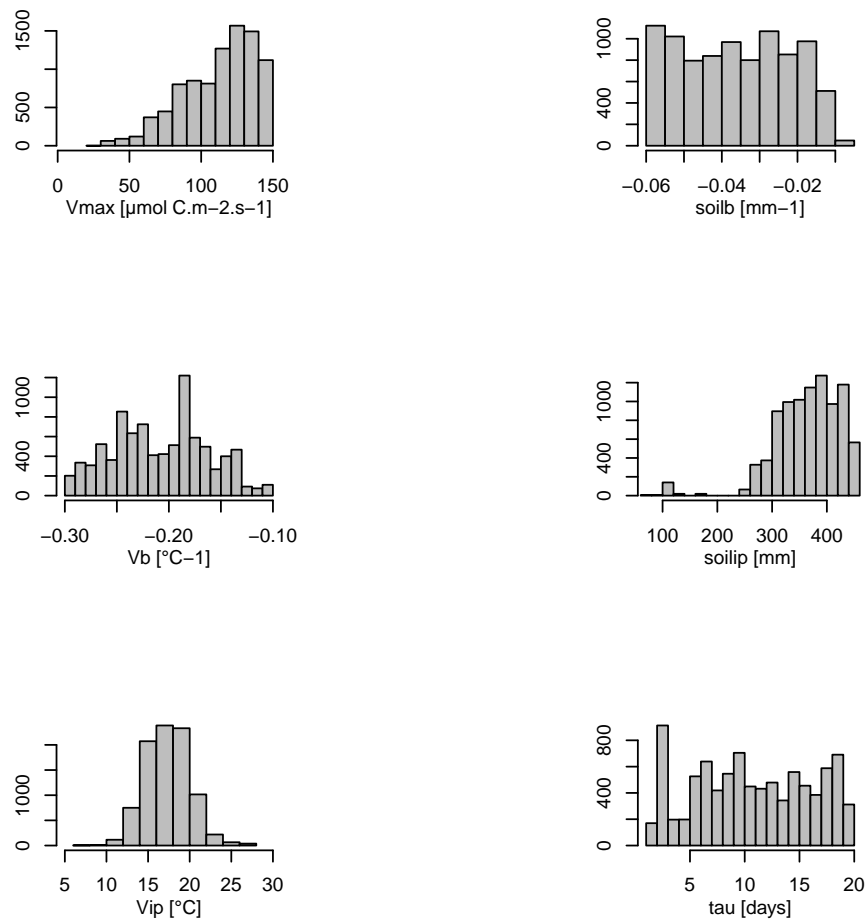 0 500 1500
0 50 100 150
Vmax [µmol C.m−2.s−1]
0 400 1000
−0.06 −0.04 −0.02
soilb [mm−1]
0 400 1000
−0.30 −0.20 −0.10
Vb [°C−1]
0 400 1000
100 200 300 400
soilip [mm]
0 1000
5 10 15 20 25 30
Vip [°C]
0 400 800
5 10 15 20
tau [days]